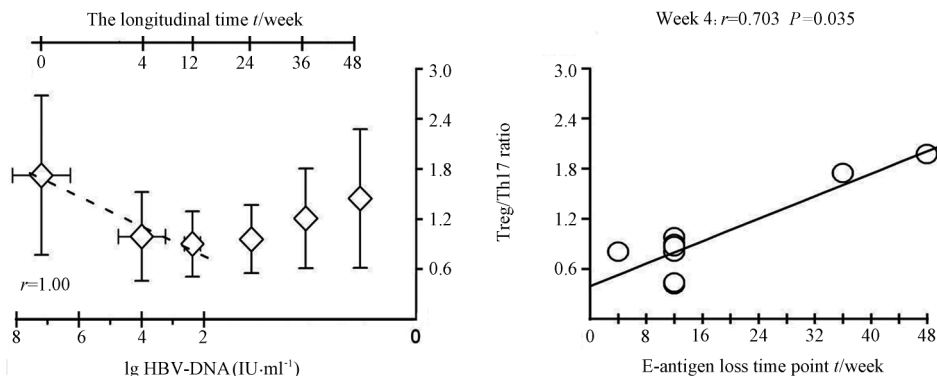 The longitudinal time t/week
0 4 12 24 36 48
3.0
2.4
1.8
1.2
0.6
0
Treg/Th17 ratio
r=1.00
8 6 4 2
lg HBV-DNA (IU·ml-1)
Week 4: r=0.703 P=0.035
3.0
2.4
1.8
1.2
0.6
0 8 16 24 32 40 48
E-antigen loss time point t/week